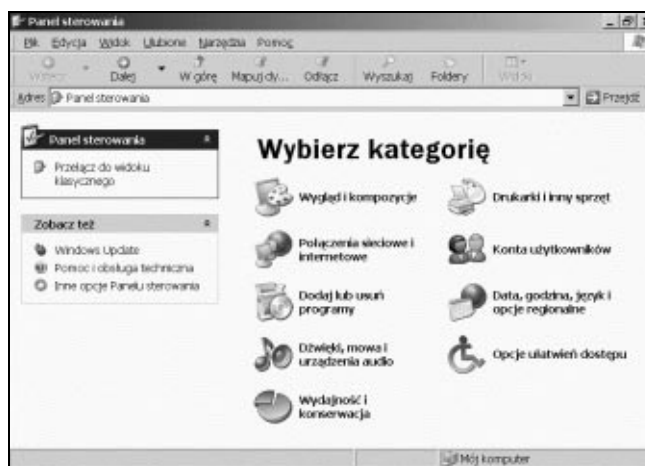 Panel sterowania
Plik Edycja Widok Ulubione Narzędzia Pomoc
Wstecz Dalej W górę Mapuj dy... Odłącz Wyszukaj Foldery Widoki
Adres Panel sterowania Przejdź
Panel sterowania
Przełącz do widoku
klasycznego
Zobacz też
Windows Update
Pomoc i obsługa techniczna
Inne opcje Panelu sterowania
Wybierz kategorię
Wygląd i kompozycje
Drukarki i inny sprzęt
Połączenia sieciowe i
internetowe
Konta użytkowników
Dodaj lub usuń
programy
Data, godzina, język i
opcje regionalne
Dźwięki, mowa i
urządzenia audio
Opcje ułatwień dostępu
Wydajność i
konserwacja
Mój komputer